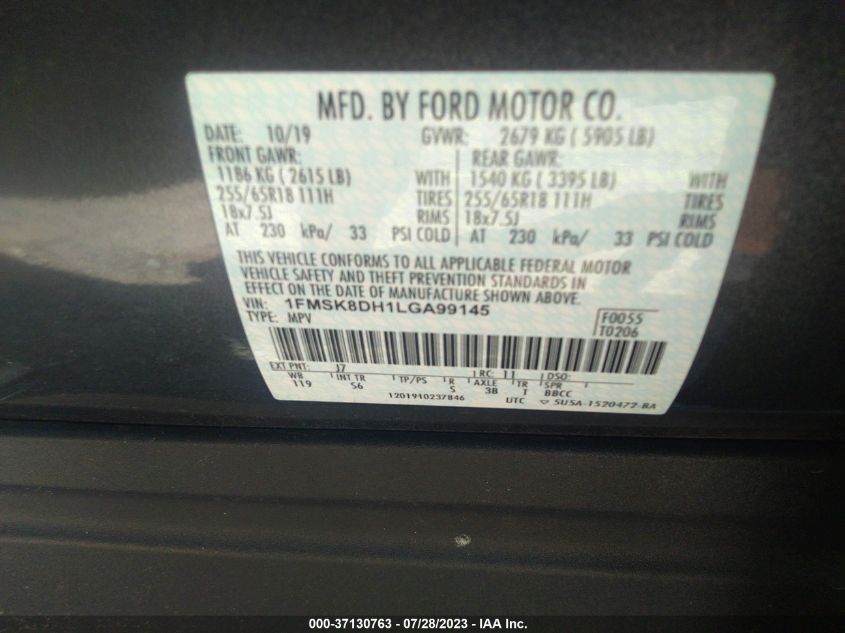 MFD. BY FORD MOTOR CO.
DATE: 10/19 GVWR: 2679 KG ( 5905 LB)
FRONT GAWR: REAR GAWR:
1186 KG ( 2615 LB) WITH 1540 KG ( 3395 LB) WITH
255/65R18 111H TIRES 255/65R18 111H TIRES
18x7.5J RIMS 18x7.5J RIMS
AT 230 kPa/ 33 PSI COLD AT 230 kPa/ 33 PSI COLD
THIS VEHICLE CONFORMS TO ALL APPLICABLE FEDERAL MOTOR
VEHICLE SAFETY AND THEFT PREVENTION STANDARDS IN
EFFECT ON THE DATE OF MANUFACTURE SHOWN ABOVE.
VIN: 1FMSK8DH1LGA99145 F0055
TYPE: MPV T0206
EXT PNT: J7 RC: 11 DSO:
WB INT TR TP/PS R AXLE TR SPR
119 S6 5 3B T BBCC
1201910237846 UTC ▽ 5U5A-1520472-BA
000-37130763 - 07/28/2023 - IAA Inc.